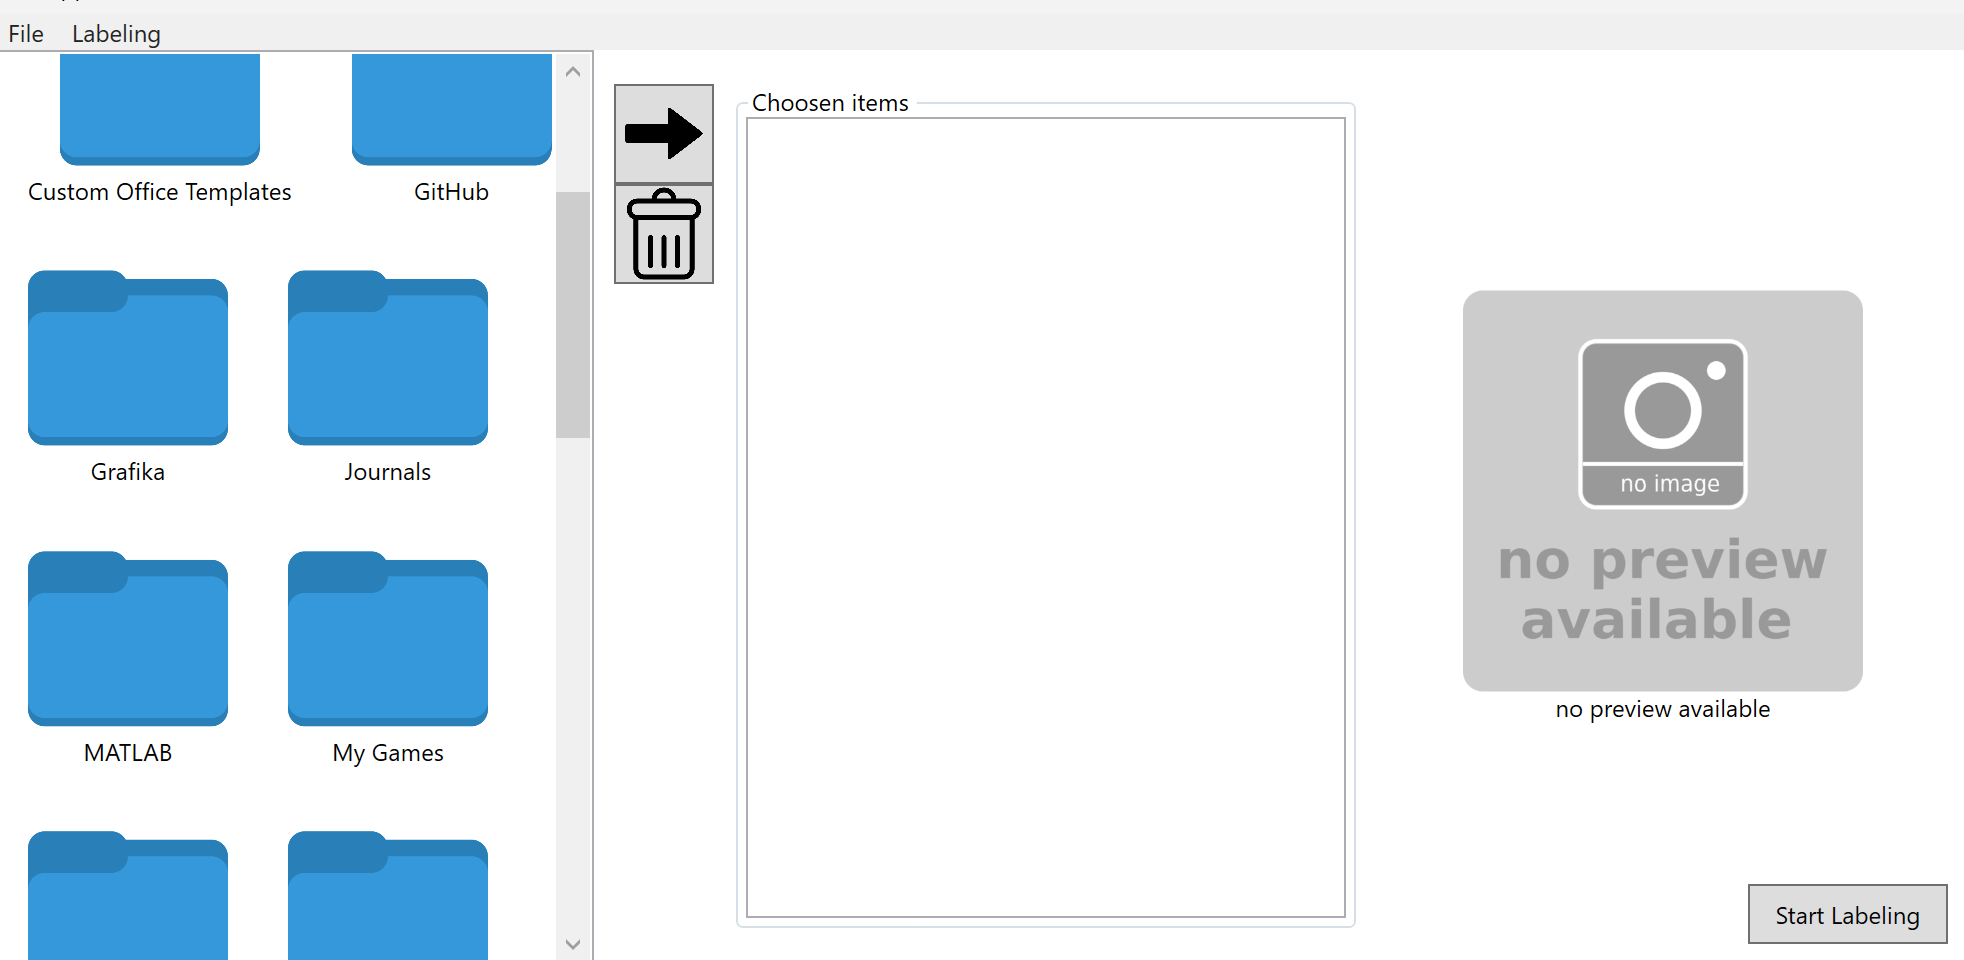 File Labeling
Custom Office Templates
GitHub
Grafika
Journals
MATLAB
My Games
Choosen items
no image
no preview
available
no preview available
Start Labeling